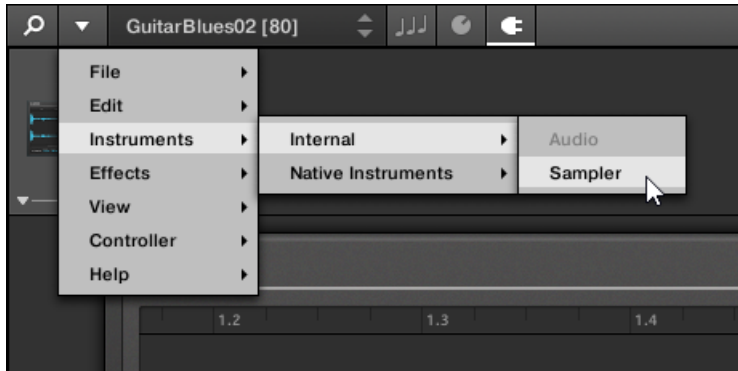 GuitarBlues02 [80]
File
Edit
Instruments
Internal
Audio
Effects
Native Instruments
Sampler
View
Controller
Help
1.2
1.3
1.4